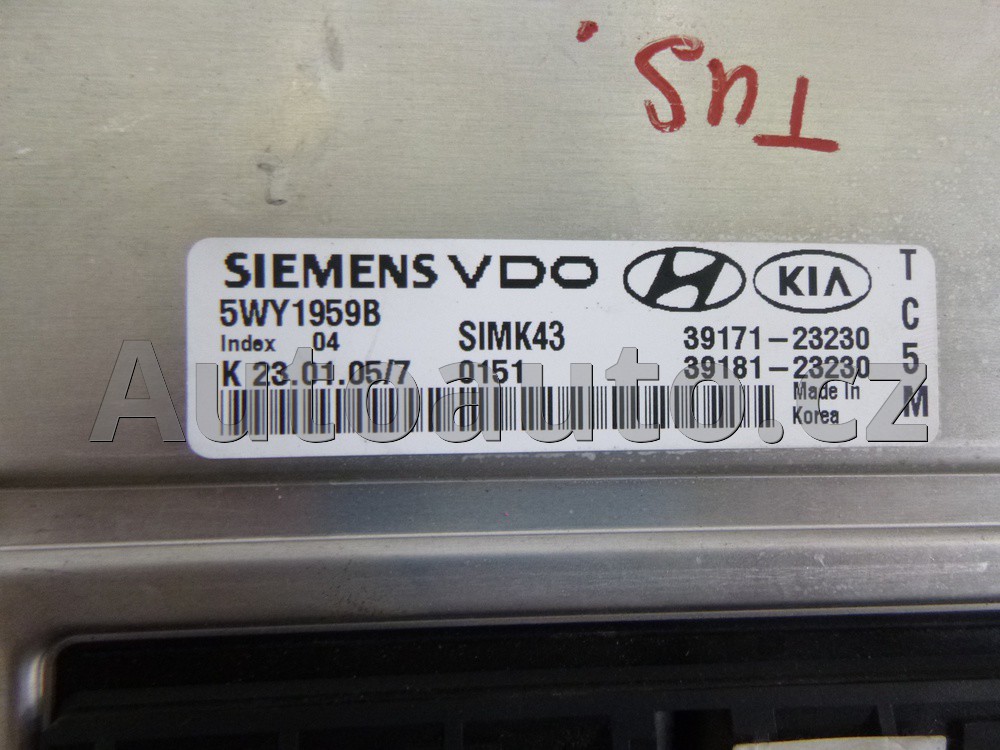 TUS.
SIEMENS VDO KIA
5WY1959B
Index 04 SIMK43 39171-23230
K 23.01.05/7 0151 39181-23230
Made In
Korea
TC5M
Autoauto.cz